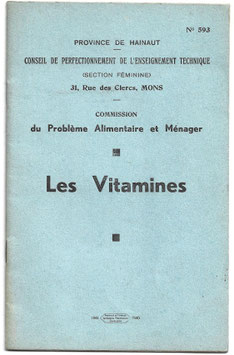 N° 593
PROVINCE DE HAINAUT
CONSEIL DE PERFECTIONNEMENT DE L'ENSEIGNEMENT TECHNIQUE
(SECTION FÉMININE)
31, Rue des Clercs, MONS
COMMISSION
du Problème Alimentaire et Ménager
Les Vitamines